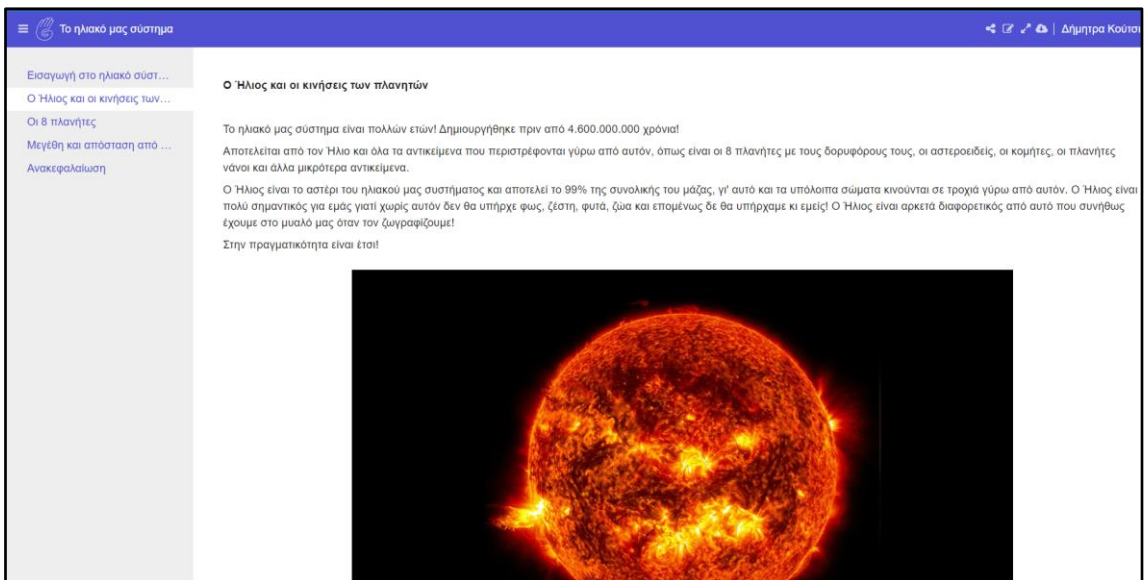 Το ηλιακό μας σύστημα
Δήμητρα Κούτσι
Εισαγωγή στο ηλιακό σύστ...
Ο Ήλιος και οι κινήσεις των...
Οι 8 πλανήτες
Μεγέθη και απόσταση από ...
Ανακεφαλαίωση
Ο Ήλιος και οι κινήσεις των πλανητών
Το ηλιακό μας σύστημα είναι πολλών ετών! Δημιουργήθηκε πριν από 4.600.000.000 χρόνια!
Αποτελείται από τον Ήλιο και όλα τα αντικείμενα που περιστρέφονται γύρω από αυτόν, όπως είναι οι 8 πλανήτες με τους δορυφόρους τους, οι αστεροειδείς, οι κομήτες, οι πλανήτες
νάνοι και άλλα μικρότερα αντικείμενα.
Ο Ήλιος είναι το αστέρι του ηλιακού μας συστήματος και αποτελεί το 99% της συνολικής του μάζας, γι' αυτό και τα υπόλοιπα σώματα κινούνται σε τροχιά γύρω από αυτόν. Ο Ήλιος είναι
πολύ σημαντικός για εμάς γιατί χωρίς αυτόν δεν θα υπήρχε φως, ζέστη, φυτά, ζώα και επομένως δε θα υπήρχαμε κι εμείς! Ο Ήλιος είναι αρκετά διαφορετικός από αυτό που συνήθως
έχουμε στο μυαλό μας όταν τον ζωγραφίζουμε!
Στην πραγματικότητα είναι έτσι!